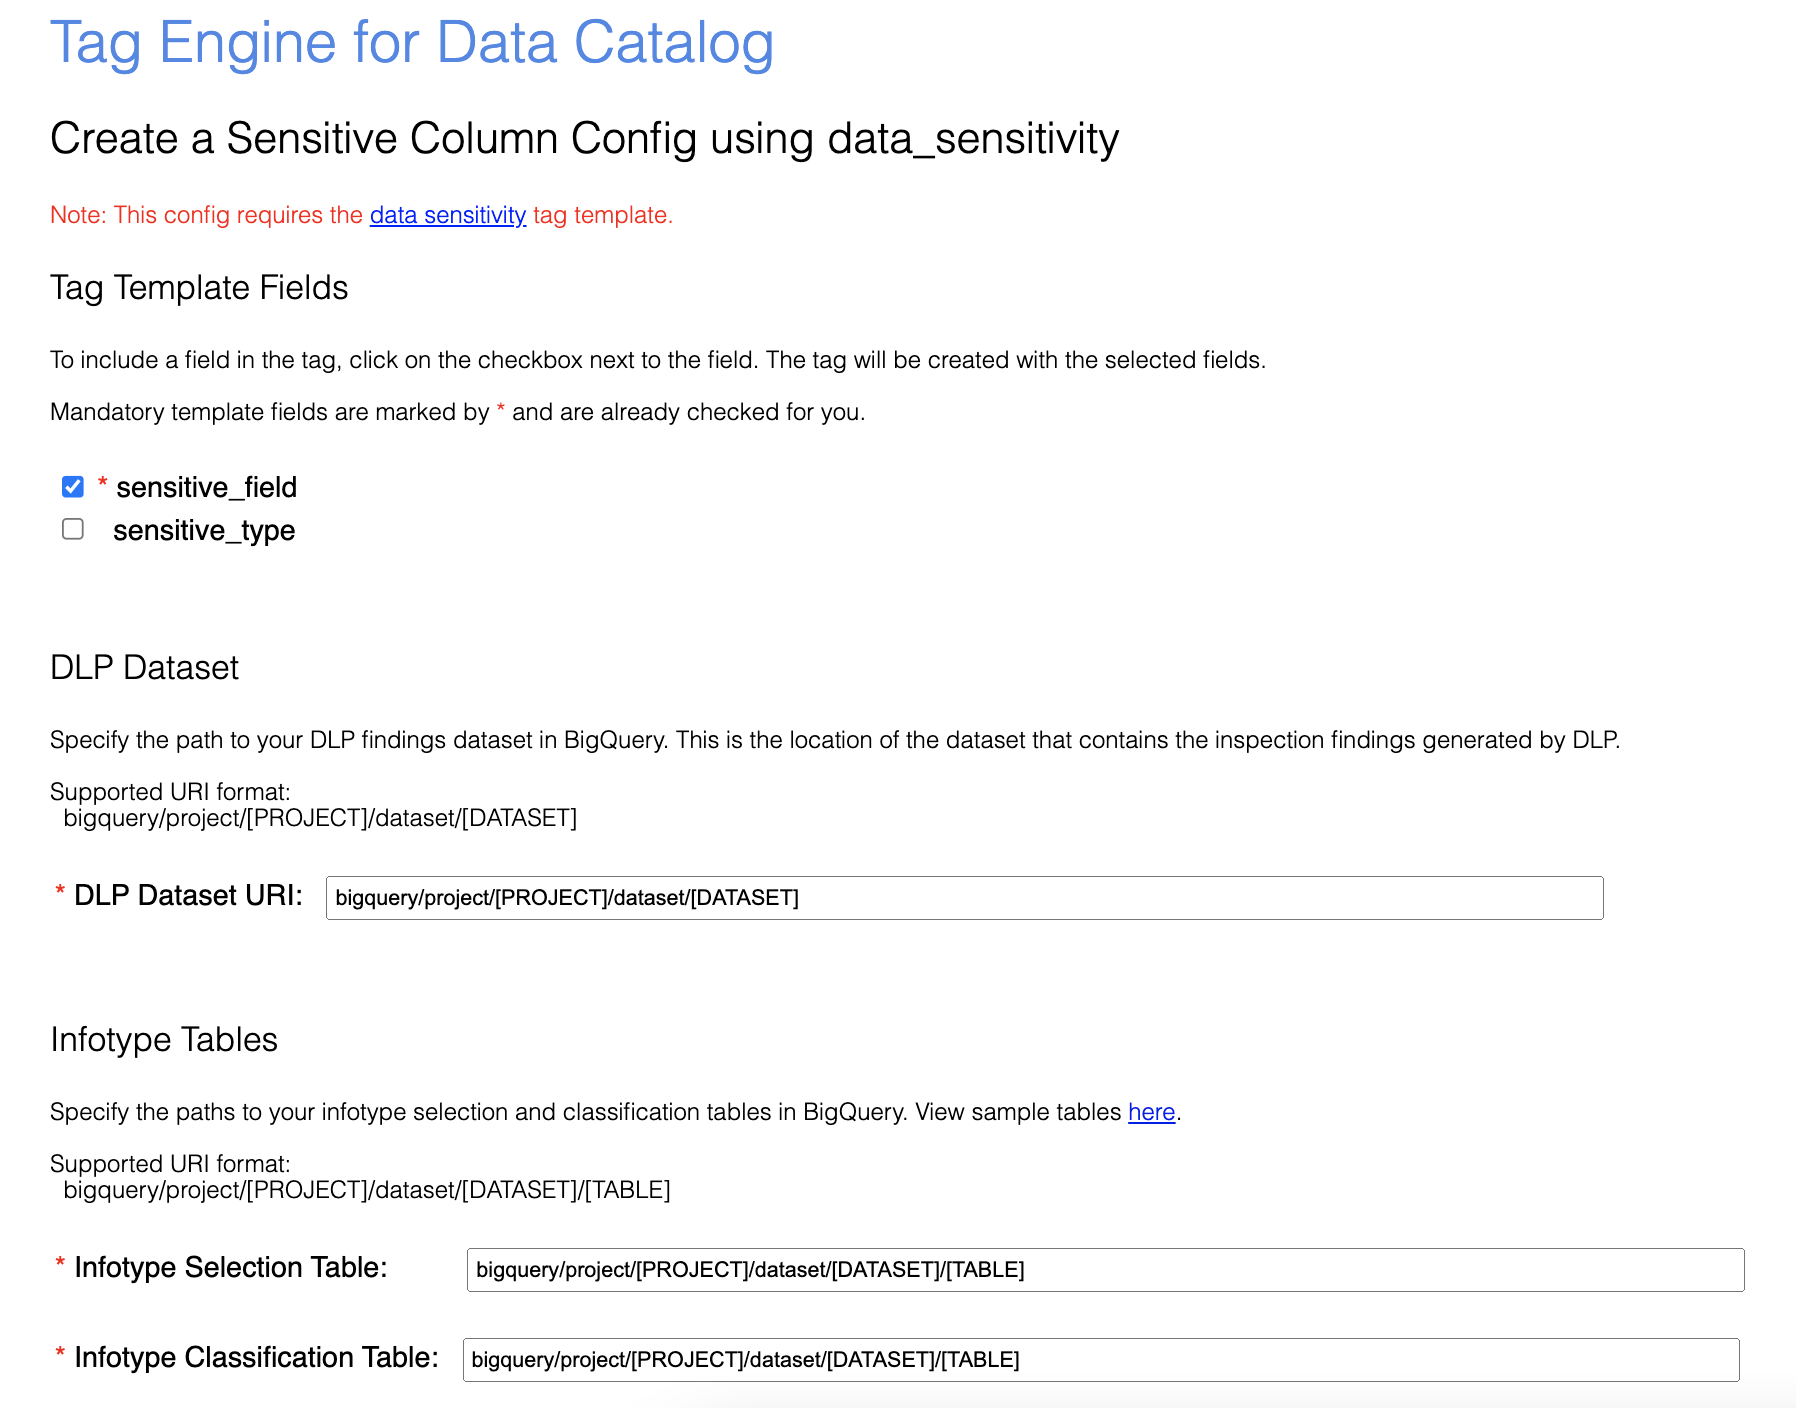 Tag Engine for Data Catalog
Create a Sensitive Column Config using data_sensitivity
Note: This config requires the data sensitivity tag template.
Tag Template Fields
To include a field in the tag, click on the checkbox next to the field. The tag will be created with the selected fields.
Mandatory template fields are marked by * and are already checked for you.
* sensitive_field
sensitive_type
DLP Dataset
Specify the path to your DLP findings dataset in BigQuery. This is the location of the dataset that contains the inspection findings generated by DLP.
Supported URI format:
bigquery/project/[PROJECT]/dataset/[DATASET]
* DLP Dataset URI: bigquery/project/[PROJECT]/dataset/[DATASET]
Infotype Tables
Specify the paths to your infotype selection and classification tables in BigQuery. View sample tables here.
Supported URI format:
bigquery/project/[PROJECT]/dataset/[DATASET]/[TABLE]
* Infotype Selection Table: bigquery/project/[PROJECT]/dataset/[DATASET]/[TABLE]
* Infotype Classification Table: bigquery/project/[PROJECT]/dataset/[DATASET]/[TABLE]